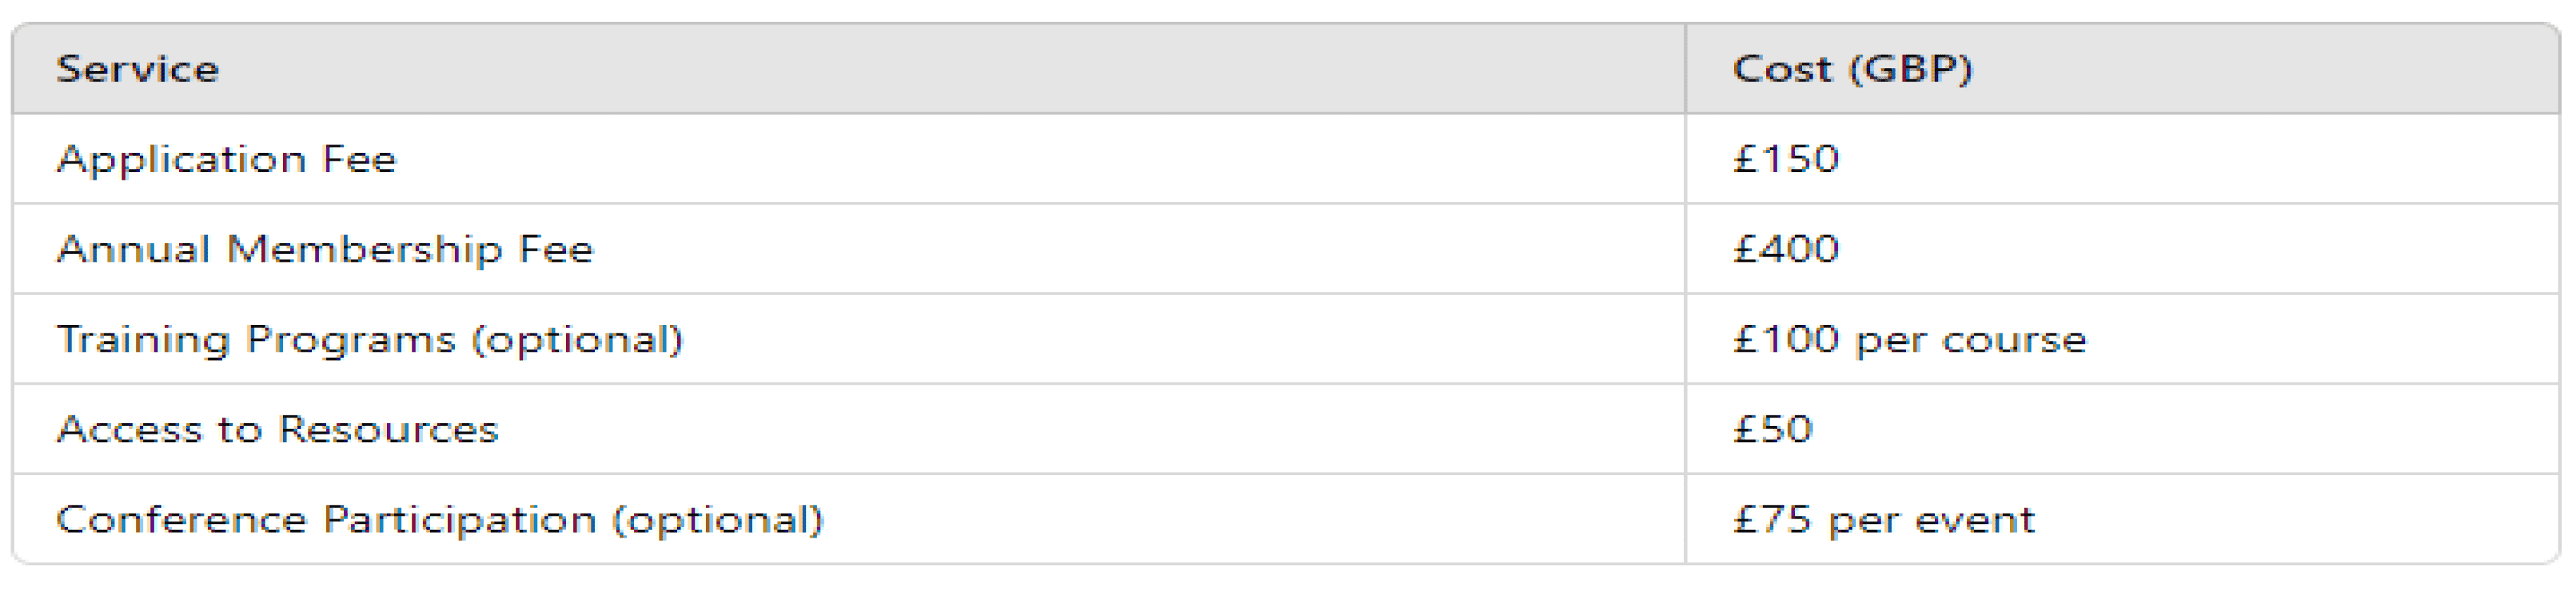 Service Cost (GBP)
Application Fee £150
Annual Membership Fee £400
Training Programs (optional) £100 per course
Access to Resources £50
Conference Participation (optional) £75 per event